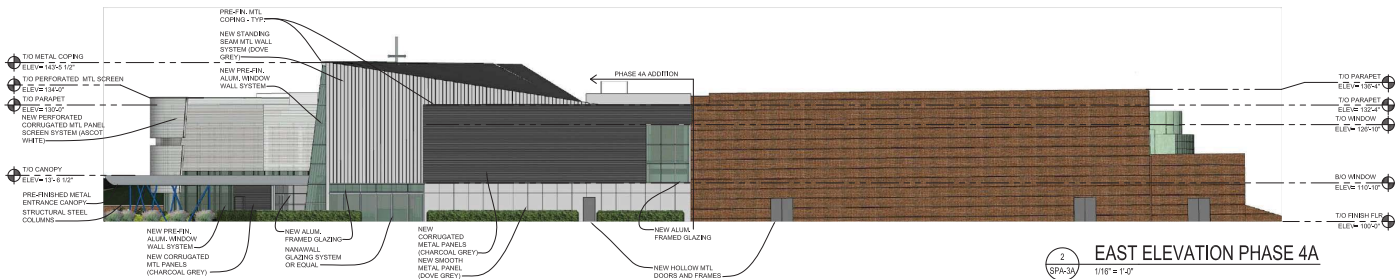 PRE-FIN. MTL
COPING - TYP.
NEW STANDING
SEAM MTL WALL
SYSTEM (DOVE
GREY)
NEW PRE-FIN.
ALUM. WINDOW
WALL SYSTEM
T/O METAL COPING
ELEV= 143'-5 1/2"
T/O PERFORATED MTL SCREEN
ELEV= 134'-0"
T/O PARAPET
ELEV= 130'-0"
NEW PERFORATED
CORRUGATED MTL PANEL
SCREEN SYSTEM (ASCOT
WHITE)
T/O CANOPY
ELEV= 13'- 6 1/2"
PRE-FINISHED METAL
ENTRANCE CANOPY
STRUCTURAL STEEL
COLUMNS
PHASE 4A ADDITION
T/O PARAPET
ELEV= 136'-4"
T/O PARAPET
ELEV= 132'-4"
T/O WINDOW
ELEV= 126'-10"
B/O WINDOW
ELEV= 110'-10"
T/O FINISH FLR
ELEV= 100'-0"
NEW PRE-FIN.
ALUM. WINDOW
WALL SYSTEM
NEW CORRUGATED
MTL PANELS
(CHARCOAL GREY)
NEW ALUM.
FRAMED GLAZING
NANAWALL
GLAZING SYSTEM
OR EQUAL
NEW
CORRUGATED
METAL PANELS
(CHARCOAL GREY)
NEW SMOOTH
METAL PANEL
(DOVE GREY)
NEW ALUM.
FRAMED GLAZING
NEW HOLLOW MTL
DOORS AND FRAMES
2
SPA-3A
EAST ELEVATION PHASE 4A
1/16" = 1'-0"